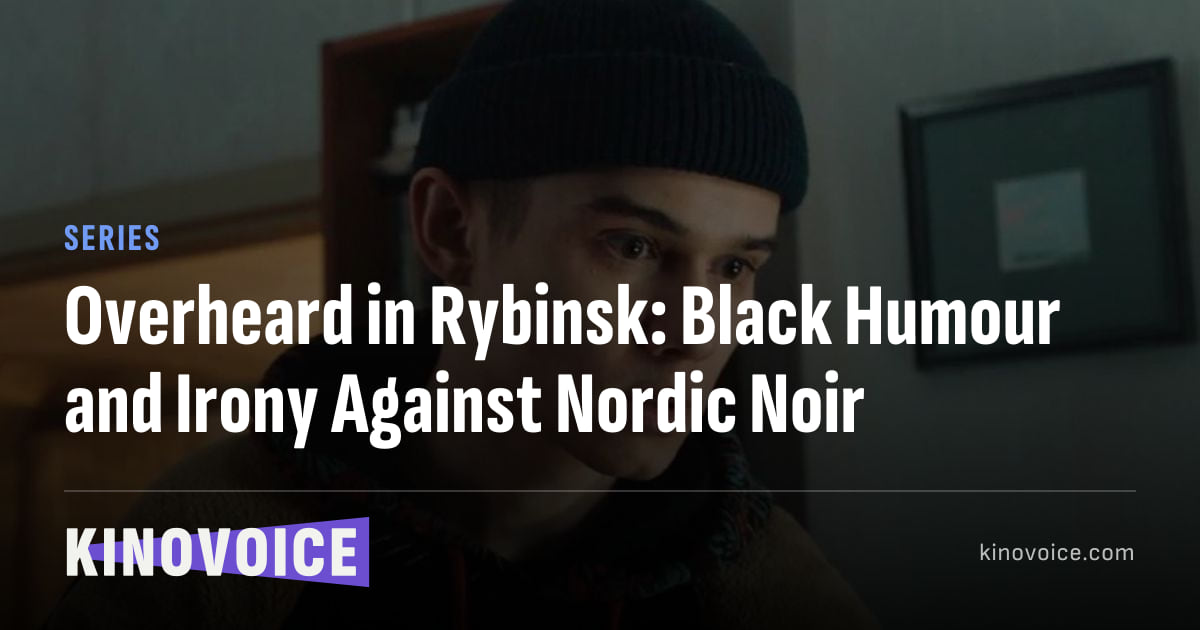 SERIES
Overheard in Rybinsk: Black Humour
and Irony Against Nordic Noir
KINOVOICE
kinovoice.com